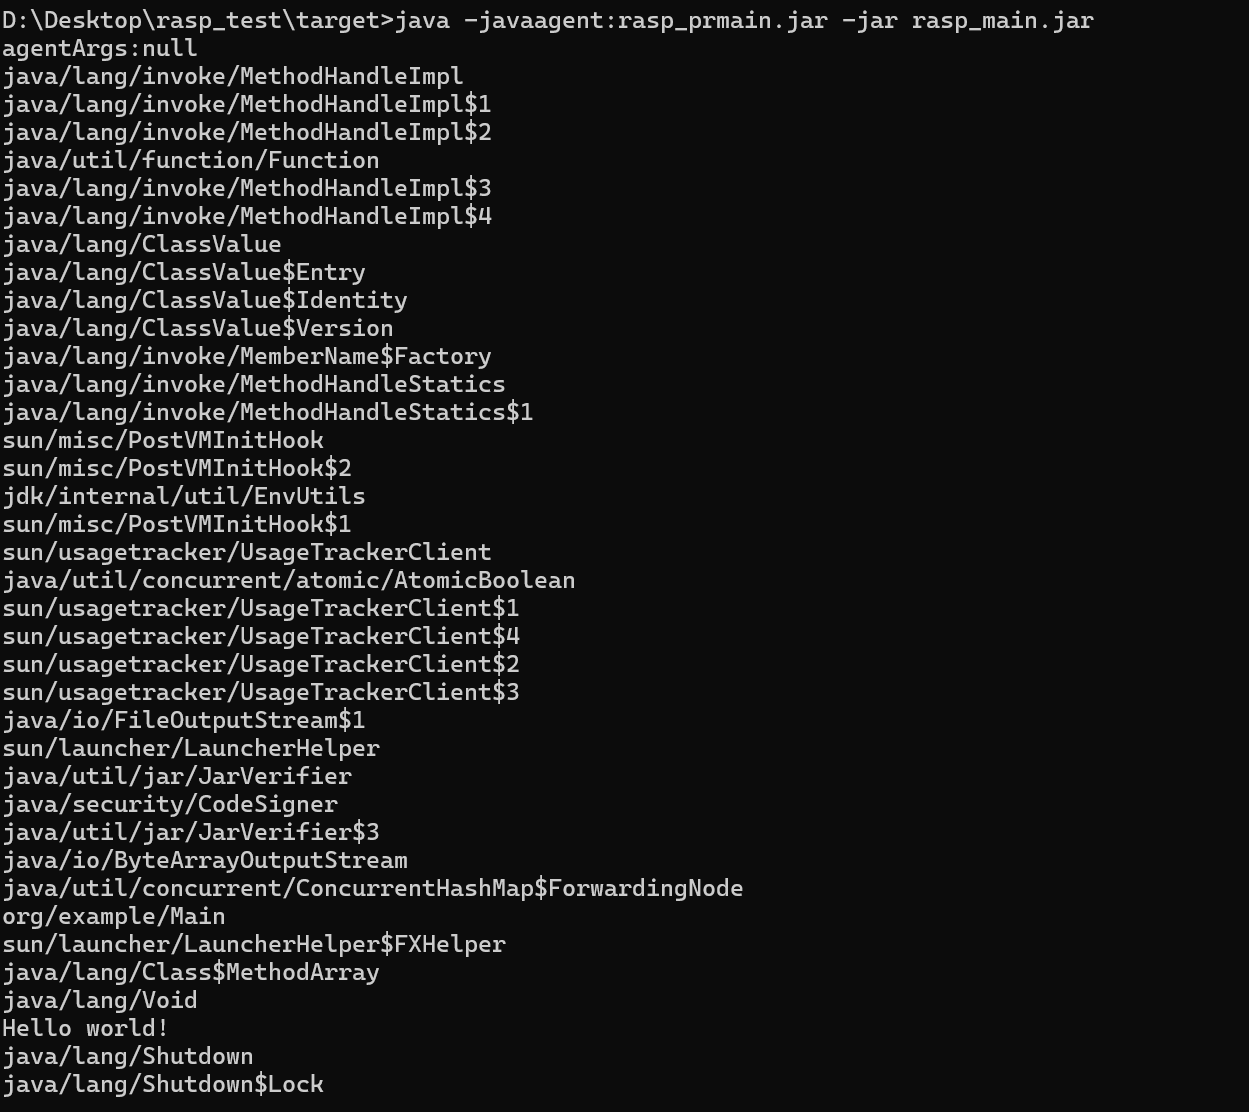 D:\Desktop\rasp_test\target>java -javaagent:rasp_prmain.jar -jar rasp_main.jar
agentArgs:null
java/lang/invoke/MethodHandleImpl
java/lang/invoke/MethodHandleImpl$1
java/lang/invoke/MethodHandleImpl$2
java/util/function/Function
java/lang/invoke/MethodHandleImpl$3
java/lang/invoke/MethodHandleImpl$4
java/lang/ClassValue
java/lang/ClassValue$Entry
java/lang/ClassValue$Identity
java/lang/ClassValue$Version
java/lang/invoke/MemberName$Factory
java/lang/invoke/MethodHandleStatics
java/lang/invoke/MethodHandleStatics$1
sun/misc/PostVMInitHook
sun/misc/PostVMInitHook$2
jdk/internal/util/EnvUtils
sun/misc/PostVMInitHook$1
sun/usagetracker/UsageTrackerClient
java/util/concurrent/atomic/AtomicBoolean
sun/usagetracker/UsageTrackerClient$1
sun/usagetracker/UsageTrackerClient$4
sun/usagetracker/UsageTrackerClient$2
sun/usagetracker/UsageTrackerClient$3
java/io/FileOutputStream$1
sun/launcher/LauncherHelper
java/util/jar/JarVerifier
java/security/CodeSigner
java/util/jar/JarVerifier$3
java/io/ByteArrayOutputStream
java/util/concurrent/ConcurrentHashMap$ForwardingNode
org/example/Main
sun/launcher/LauncherHelper$FXHelper
java/lang/Class$MethodArray
java/lang/Void
Hello world!
java/lang/Shutdown
java/lang/Shutdown$Lock